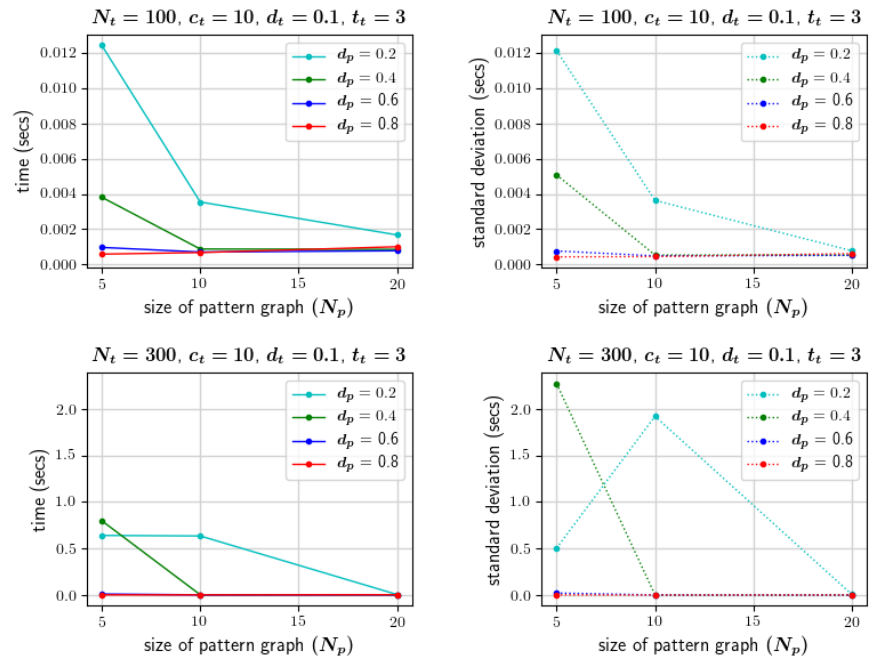 N_t = 100, c_t = 10, d_t = 0.1, t_t = 3
time (secs)
0.012
0.010
0.008
0.006
0.004
0.002
0.000
d_p = 0.2
d_p = 0.4
d_p = 0.6
d_p = 0.8
5
10
15
20
size of pattern graph (N_p)
N_t = 100, c_t = 10, d_t = 0.1, t_t = 3
standard deviation (secs)
0.012
0.010
0.008
0.006
0.004
0.002
0.000
d_p = 0.2
d_p = 0.4
d_p = 0.6
d_p = 0.8
5
10
15
20
size of pattern graph (N_p)
N_t = 300, c_t = 10, d_t = 0.1, t_t = 3
time (secs)
2.0
1.5
1.0
0.5
0.0
d_p = 0.2
d_p = 0.4
d_p = 0.6
d_p = 0.8
5
10
15
20
size of pattern graph (N_p)
N_t = 300, c_t = 10, d_t = 0.1, t_t = 3
standard deviation (secs)
2.0
1.5
1.0
0.5
0.0
d_p = 0.2
d_p = 0.4
d_p = 0.6
d_p = 0.8
5
10
15
20
size of pattern graph (N_p)